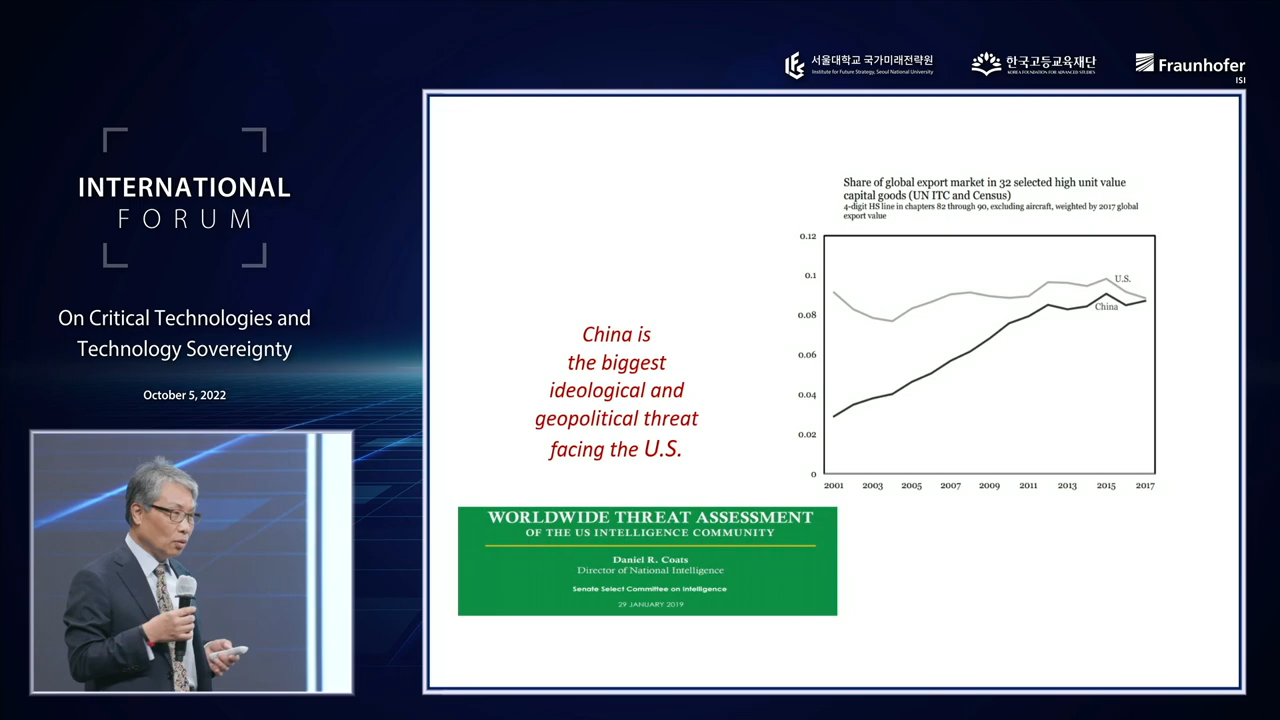 서울대학교 국가미래전략원
Institute for Future Strategy, Seoul National University
한국고등교육재단
KOREA FOUNDATION FOR ADVANCED STUDIES
Fraunhofer
ISI
INTERNATIONAL
FORUM
On Critical Technologies and
Technology Sovereignty
October 5, 2022
China is
the biggest
ideological and
geopolitical threat
facing the U.S.
WORLDWIDE THREAT ASSESSMENT
OF THE US INTELLIGENCE COMMUNITY
Daniel R. Coats
Director of National Intelligence
Senate Select Committee on Intelligence
29 JANUARY 2019
Share of global export market in 32 selected high unit value
capital goods (UN ITC and Census)
4-digit HS line in chapters 82 through 90, excluding aircraft, weighted by 2017 global
export value
0.12
0.1
0.08
0.06
0.04
0.02
0
U.S.
China
2001 2003 2005 2007 2009 2011 2013 2015 2017